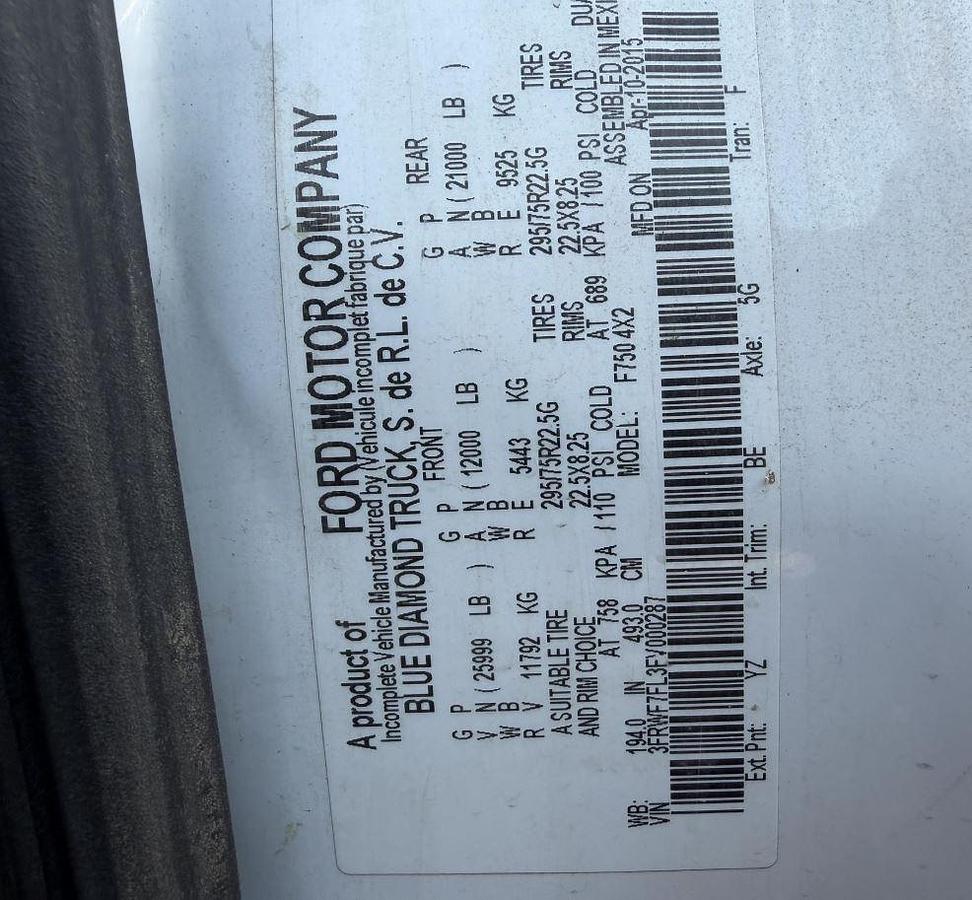 A product of FORD MOTOR COMPANY
Incomplete Vehicle Manufactured by (Vehicule incomplet fabrique par)
BLUE DIAMOND TRUCK, S. de R.L. de C.V.
FRONT REAR
G P G P G P
V N ( 25999 LB ) A N ( 12000 LB ) A N ( 21000 LB )
W B W B W B
R V 11792 KG R E 5443 KG R E 9525 KG
A SUITABLE TIRE 295/75R22.5G TIRES 295/75R22.5G TIRES
AND RIM CHOICE 22.5X8.25 RIMS 22.5X8.25 RIMS
AT 758 KPA / 110 PSI COLD AT 689 KPA / 100 PSI COLD DUA
ASSEMBLED IN MEXI
WB: 194.0 IN 493.0 CM MODEL: F750 4X2
VIN 3FRWF7FL3FV000287 MFD ON Apr-10-2015
Ext. Pnt: YZ Int. Trim: BE Axle: 5G Tran: F